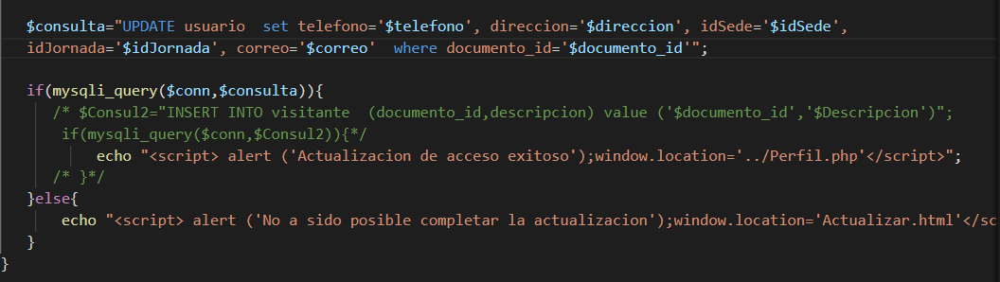 $consulta="UPDATE usuario  set telefono='$telefono', direccion='$direccion', idSede='$idSede',
idJornada='$idJornada', correo='$correo'  where documento_id='$documento_id'";
if(mysqli_query($conn,$consulta)){
/* $Consul2="INSERT INTO visitante  (documento_id,descripcion) value ('$documento_id','$Descripcion')";
if(mysqli_query($conn,$Consul2)){*/
echo "<script> alert ('Actualizacion de acceso exitoso');window.location='../Perfil.php'</script>";
/* }*/
}else{
echo "<script> alert ('No a sido posible completar la actualizacion');window.location='Actualizar.html'</sc
}
}